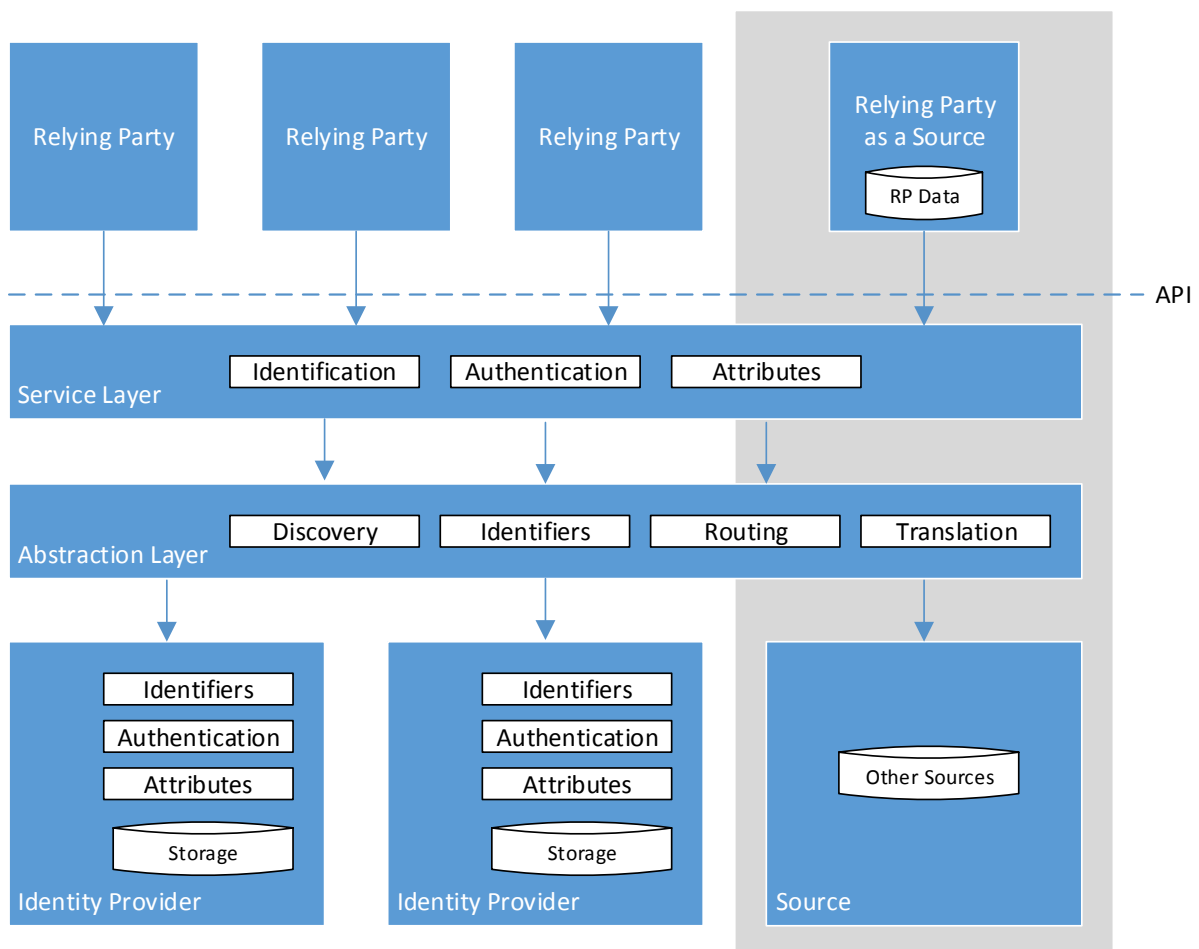 Relying Party
Relying Party
Relying Party
Relying Party
as a Source
RP Data
API
Identification
Authentication
Attributes
Service Layer
Discovery
Identifiers
Routing
Translation
Abstraction Layer
Identifiers
Authentication
Attributes
Storage
Identity Provider
Identifiers
Authentication
Attributes
Storage
Identity Provider
Other Sources
Source